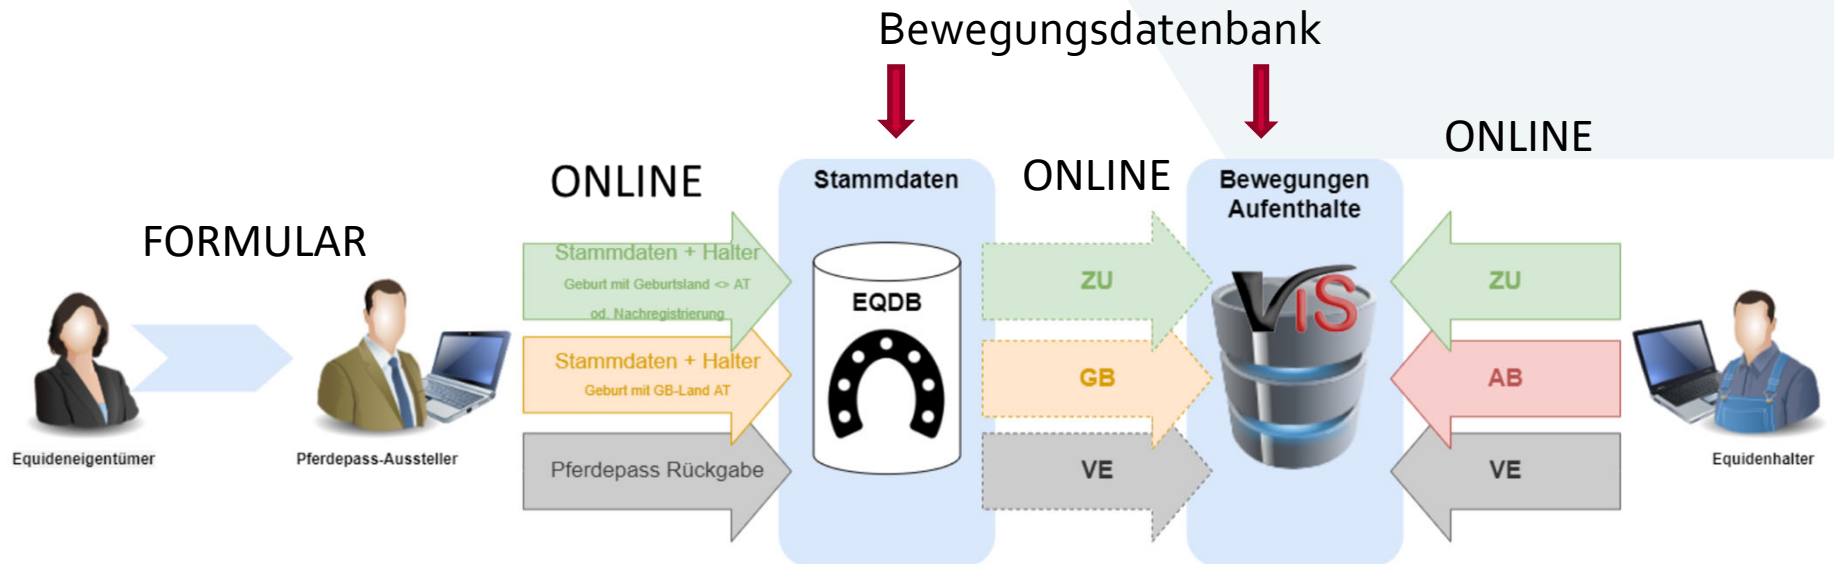 Bewegungsdatenbank
FORMULAR
ONLINE
ONLINE
ONLINE
Equideneigentümer
Pferdepass-Aussteller
Stammdaten + Halter
Geburt mit Geburtsland <> AT
od. Nachregistrierung
Stammdaten + Halter
Geburt mit GB-Land AT
Pferdepass Rückgabe
Stammdaten
EQDB
ZU
GB
VE
Bewegungen
Aufenthalte
VIS
ZU
AB
VE
Equidenhalter